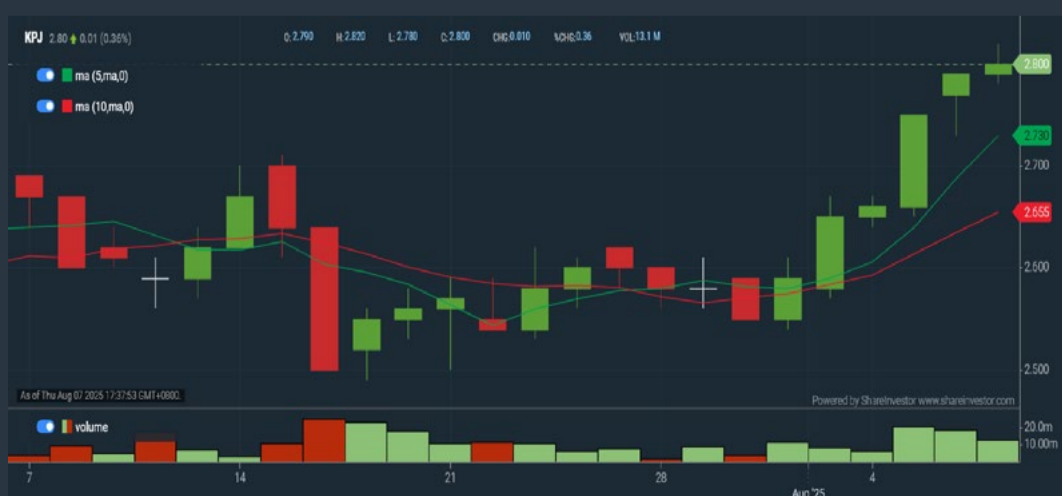 KPJ 2.80 0.01 (0.36%) O: 2.790 H: 2.820 L: 2.780 C: 2.800 CHG:0.010 %CHG:0.36 VOL:13.1 M
ma (5,ma,0)
ma (10,ma,0)
2.800
2.730
2.700
2.655
2.600
2.500
As of Thu Aug 07 2025 17:37:53 GMT+0800.
Powered by ShareInvestor www.shareinvestor.com
volume
20.0m
10.00m
7 14 21 28 4
Aug '25